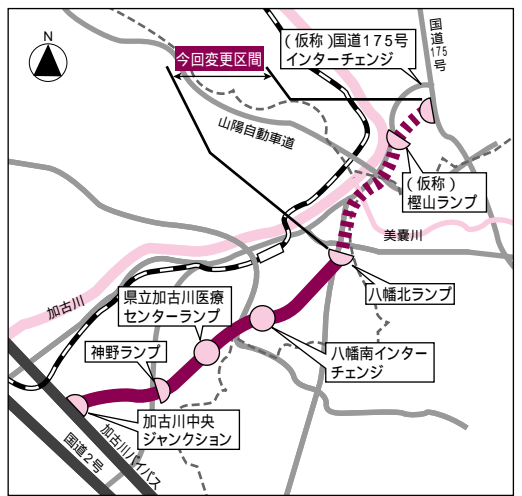 N
今回変更区間
(仮称)国道175号
インターチェンジ
国道
175号
山陽自動車道
(仮称)
樫山ランプ
美嚢川
八幡北ランプ
加古川
県立加古川医療
センターランプ
神野ランプ
八幡南インター
チェンジ
加古川中央
ジャンクション
加古川バイパス
国道2号